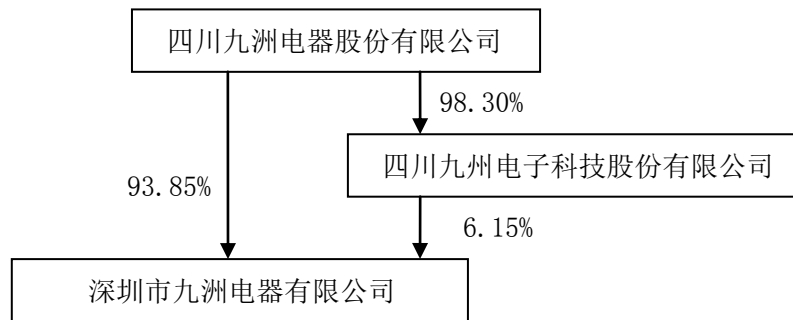 四川九洲电器股份有限公司
98.30%
四川九州电子科技股份有限公司
93.85%
6.15%
深圳市九洲电器有限公司